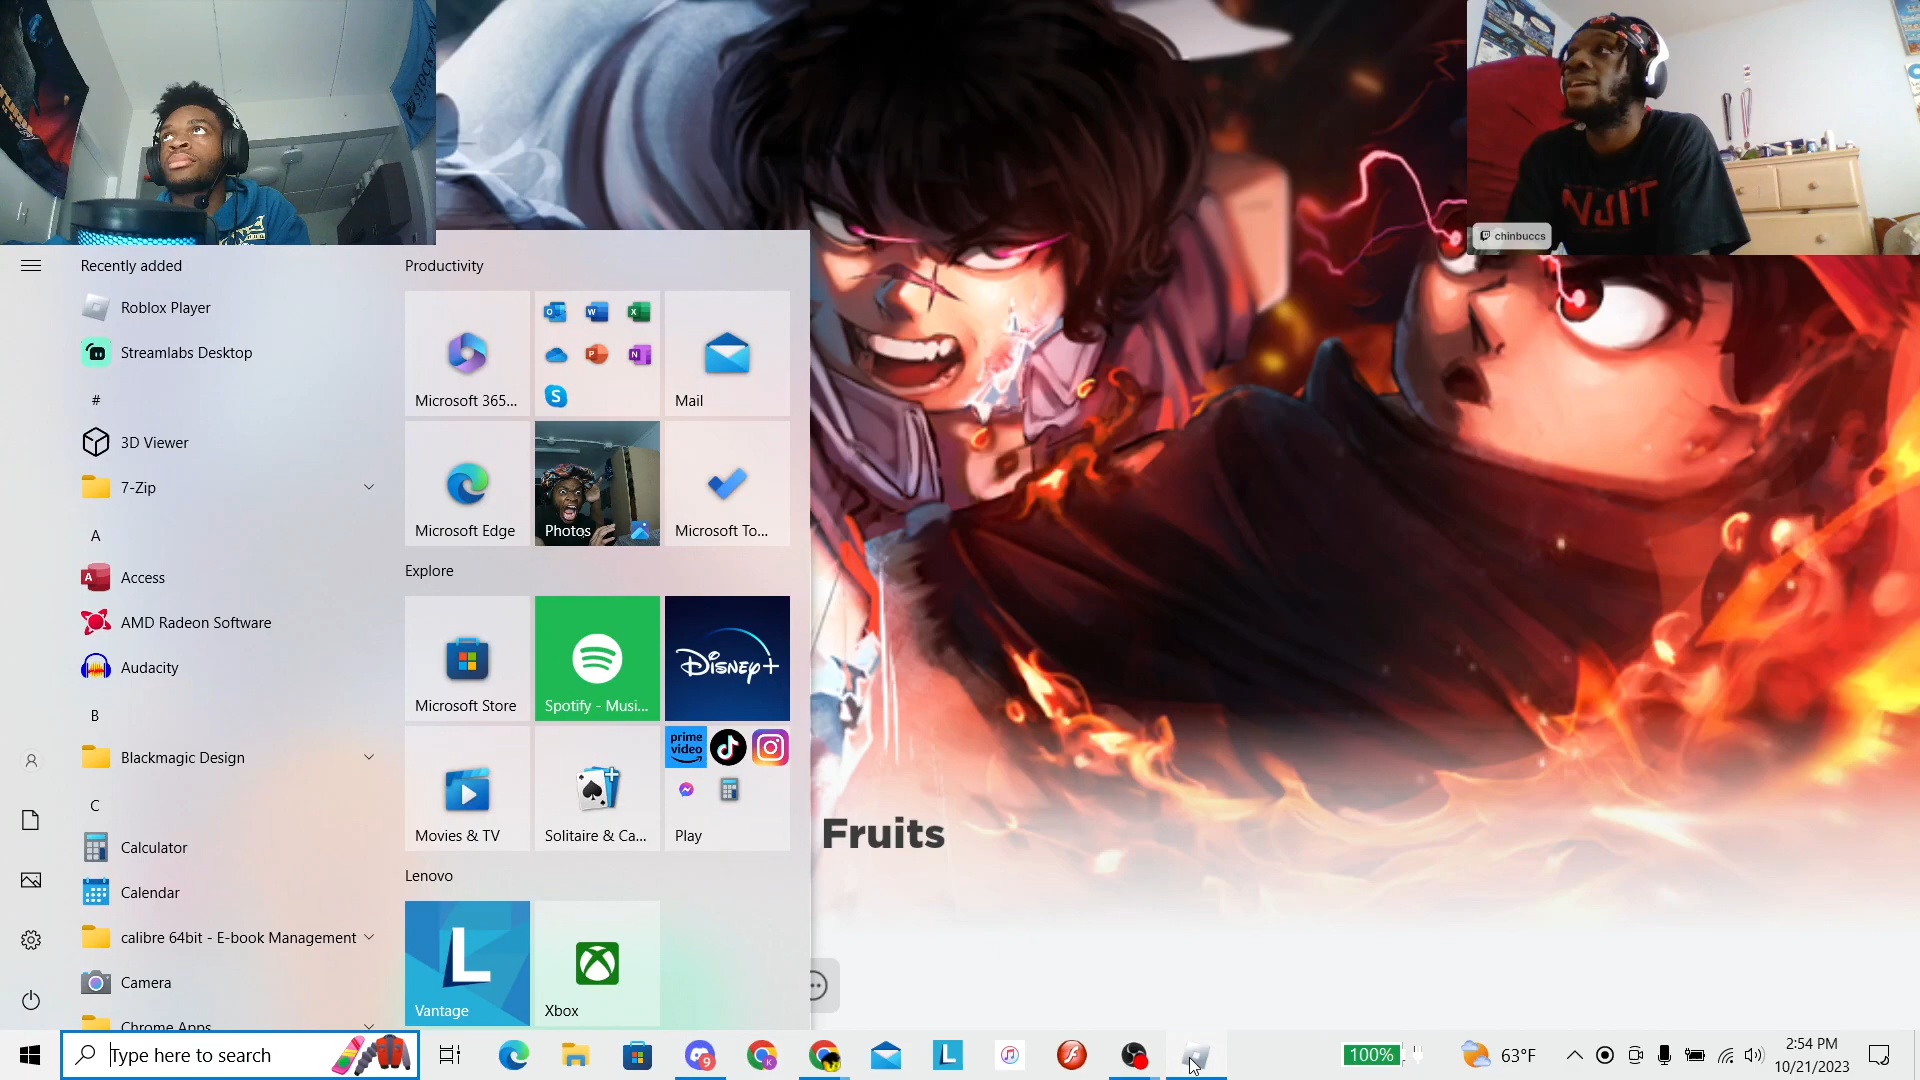 STOCKTON
NJIT
chinbuccs
Recently added
Roblox Player
Streamlabs Desktop
#
3D Viewer
7-Zip
A
Access
AMD Radeon Software
Audacity
B
Blackmagic Design
C
Calculator
Calendar
calibre 64bit - E-book Management
Camera
Chrome Apps
Productivity
Microsoft 365...
Mail
Microsoft Edge
Photos
Microsoft To...
Explore
Microsoft Store
Spotify - Musi...
Disney+
Movies & TV
Solitaire & Ca...
prime
video
Play
Lenovo
Vantage
Xbox
Fruits
Type here to search
9
100%
63°F
2:54 PM
10/21/2023